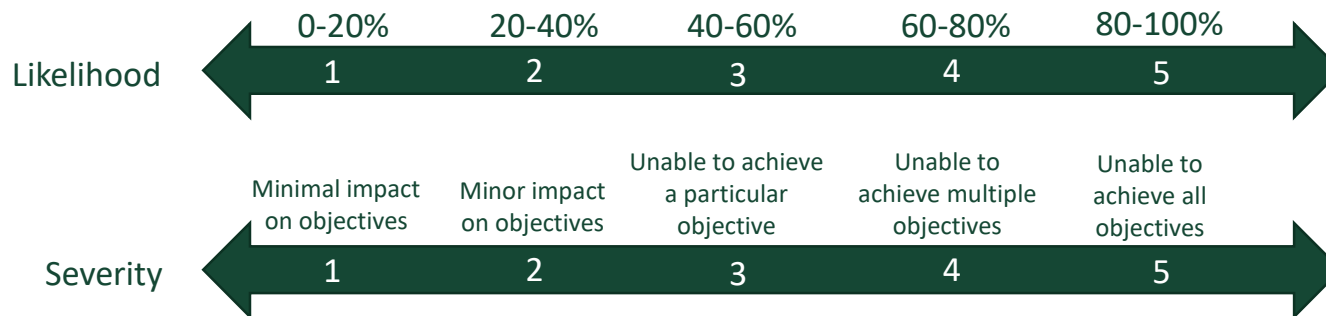 0-20% 20-40% 40-60% 60-80% 80-100%
Likelihood 1 2 3 4 5
Minimal impact
on objectives
Minor impact
on objectives
Unable to achieve
a particular
objective
Unable to
achieve multiple
objectives
Unable to
achieve all
objectives
Severity 1 2 3 4 5